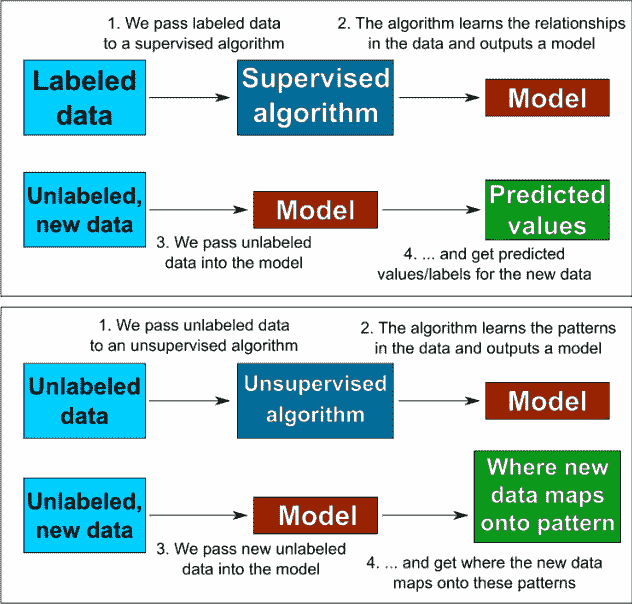 1. We pass labeled data
to a supervised algorithm
2. The algorithm learns the relationships
in the data and outputs a model
Labeled
data
Supervised
algorithm
Model
Unlabeled,
new data
Model
Predicted
values
3. We pass unlabeled
data into the model
4. ... and get predicted
values/labels for the new data
1. We pass unlabeled data
to an unsupervised algorithm
2. The algorithm learns the patterns
in the data and outputs a model
Unlabeled
data
Unsupervised
algorithm
Model
Unlabeled,
new data
Model
Where new
data maps
onto pattern
3. We pass new unlabeled
data into the model
4. ... and get where the new data
maps onto these patterns